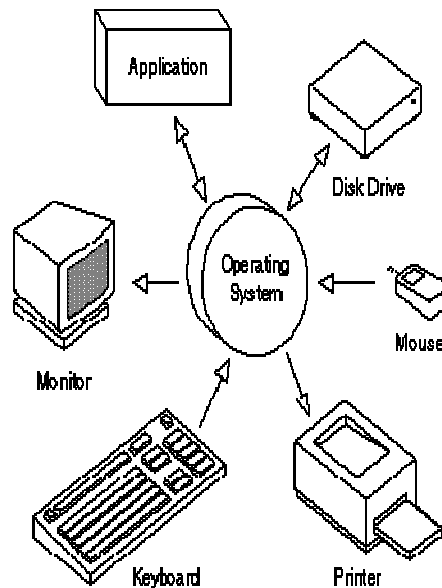 Application
Disk Drive
Operating
System
Mouse
Monitor
Keyboard
Printer